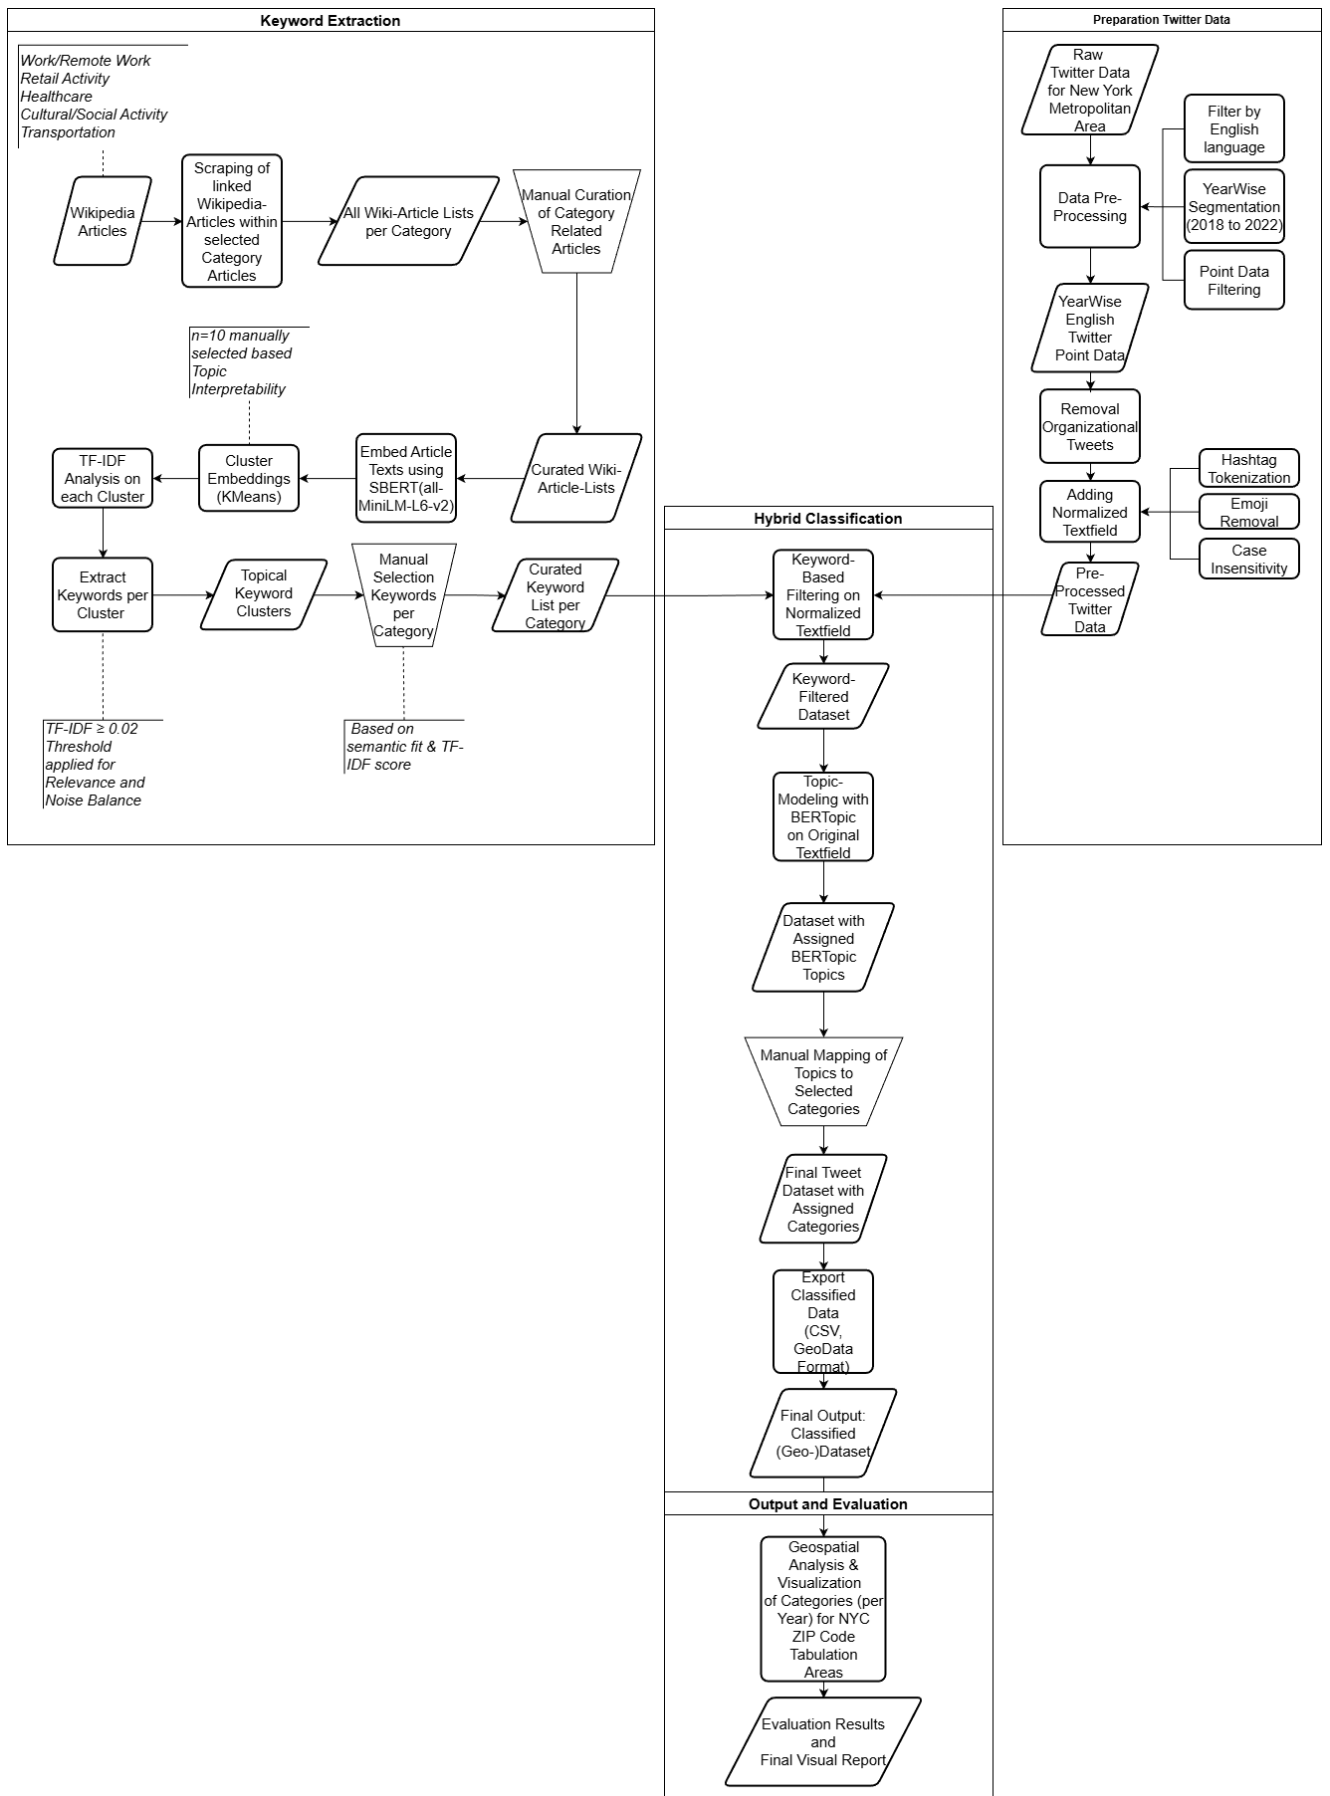 Keyword Extraction
Work/Remote Work
Retail Activity
Healthcare
Cultural/Social Activity
Transportation
Wikipedia
Articles
Scraping of
linked
Wikipedia-
Articles within
selected
Category
Articles
All Wiki-Article Lists
per Category
Manual Curation
of Category
Related
Articles
n=10 manually
selected based
Topic
Interpretability
TF-IDF
Analysis on
each Cluster
Cluster
Embeddings
(KMeans)
Embed Article
Texts using
SBERT(all-
MiniLM-L6-v2)
Curated Wiki-
Article-Lists
Extract
Keywords per
Cluster
Topical
Keyword
Clusters
Manual
Selection
Keywords
per
Category
Curated
Keyword
List per
Category
TF-IDF ≥ 0.02
Threshold
applied for
Relevance and
Noise Balance
Based on
semantic fit & TF-
IDF score
Preparation Twitter Data
Raw
Twitter Data
for New York
Metropolitan
Area
Filter by
English
language
Data Pre-
Processing
YearWise
Segmentation
(2018 to 2022)
Point Data
Filtering
YearWise
English
Twitter
Point Data
Removal
Organizational
Tweets
Hashtag
Tokenization
Adding
Normalized
Textfield
Emoji
Removal
Case
Insensitivity
Pre-
Processed
Twitter
Data
Hybrid Classification
Keyword-
Based
Filtering on
Normalized
Textfield
Keyword-
Filtered
Dataset
Topic-
Modeling with
BERTopic
on Original
Textfield
Dataset with
Assigned
BERTopic
Topics
Manual Mapping of
Topics to
Selected
Categories
Final Tweet
Dataset with
Assigned
Categories
Export
Classified
Data
(CSV,
GeoData
Format)
Final Output:
Classified
(Geo-)Dataset
Output and Evaluation
Geospatial
Analysis &
Visualization
of Categories (per
Year) for NYC
ZIP Code
Tabulation
Areas
Evaluation Results
and
Final Visual Report